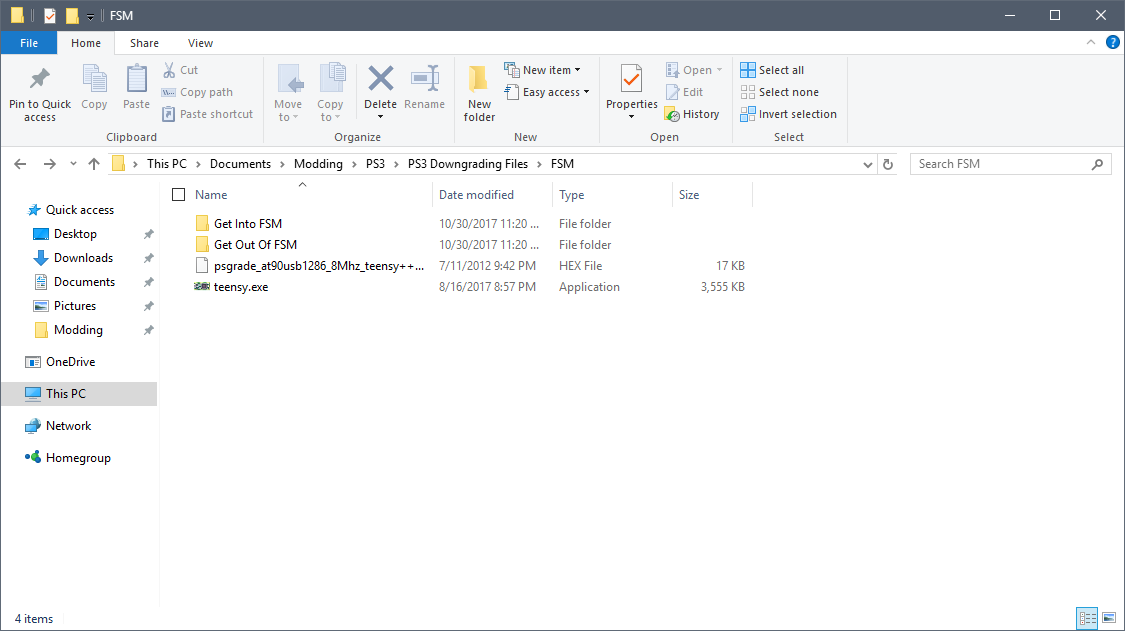 FSM
File Home Share View
Pin to Quick access
Copy
Paste
Cut
Copy path
Paste shortcut
Clipboard
Move to
Copy to
Delete
Rename
Organize
New folder
New item
Easy access
New
Properties
Open
Edit
History
Open
Select all
Select none
Invert selection
Select
This PC > Documents > Modding > PS3 > PS3 Downgrading Files > FSM
Search FSM
Name Date modified Type Size
Get Into FSM 10/30/2017 11:20 ... File folder
Get Out Of FSM 10/30/2017 11:20 ... File folder
psgrade_at90usb1286_8Mhz_teensy++... 7/11/2012 9:42 PM HEX File 17 KB
teensy.exe 8/16/2017 8:57 PM Application 3,555 KB
Quick access
Desktop
Downloads
Documents
Pictures
Modding
OneDrive
This PC
Network
Homegroup
4 items